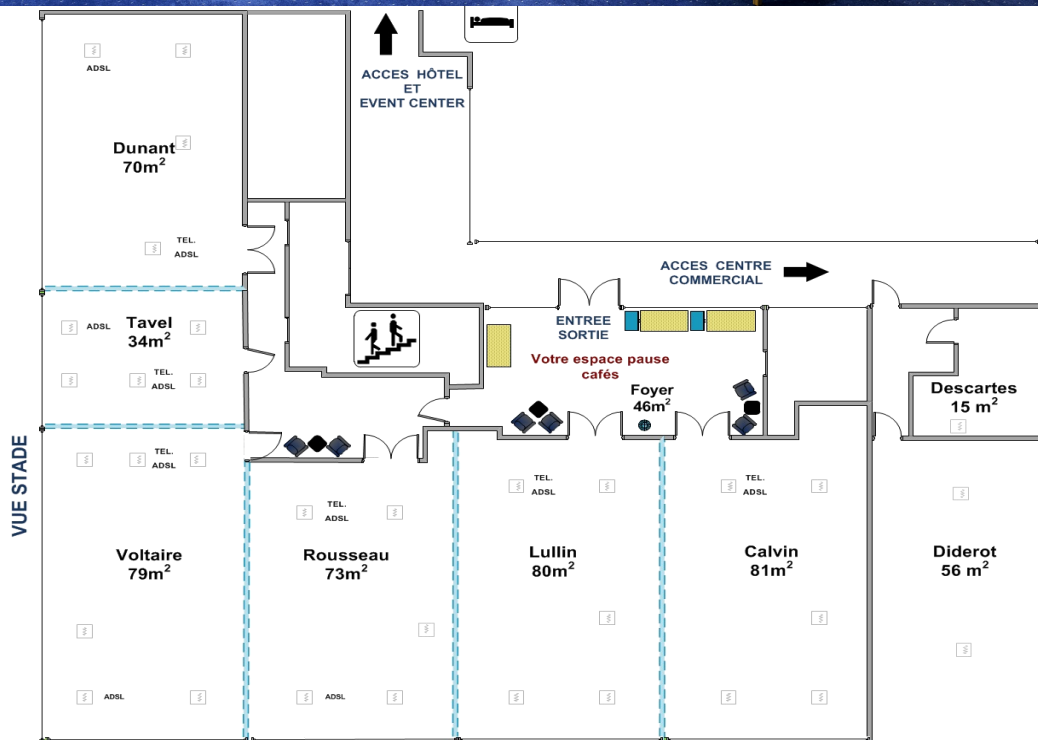 ACCES HÔTEL
ET
EVENT CENTER
ADSL
Dunant
70m²
TEL.
ADSL
ACCES CENTRE
COMMERCIAL
ENTREE
SORTIE
Votre espace pause
cafés
Foyer
46m²
ADSL
Tavel
34m²
TEL.
ADSL
Descartes
15 m²
VUE STADE
TEL.
ADSL
Voltaire
79m²
ADSL
TEL.
ADSL
Rousseau
73m²
ADSL
TEL.
ADSL
Lullin
80m²
TEL.
ADSL
Calvin
81m²
Diderot
56 m²